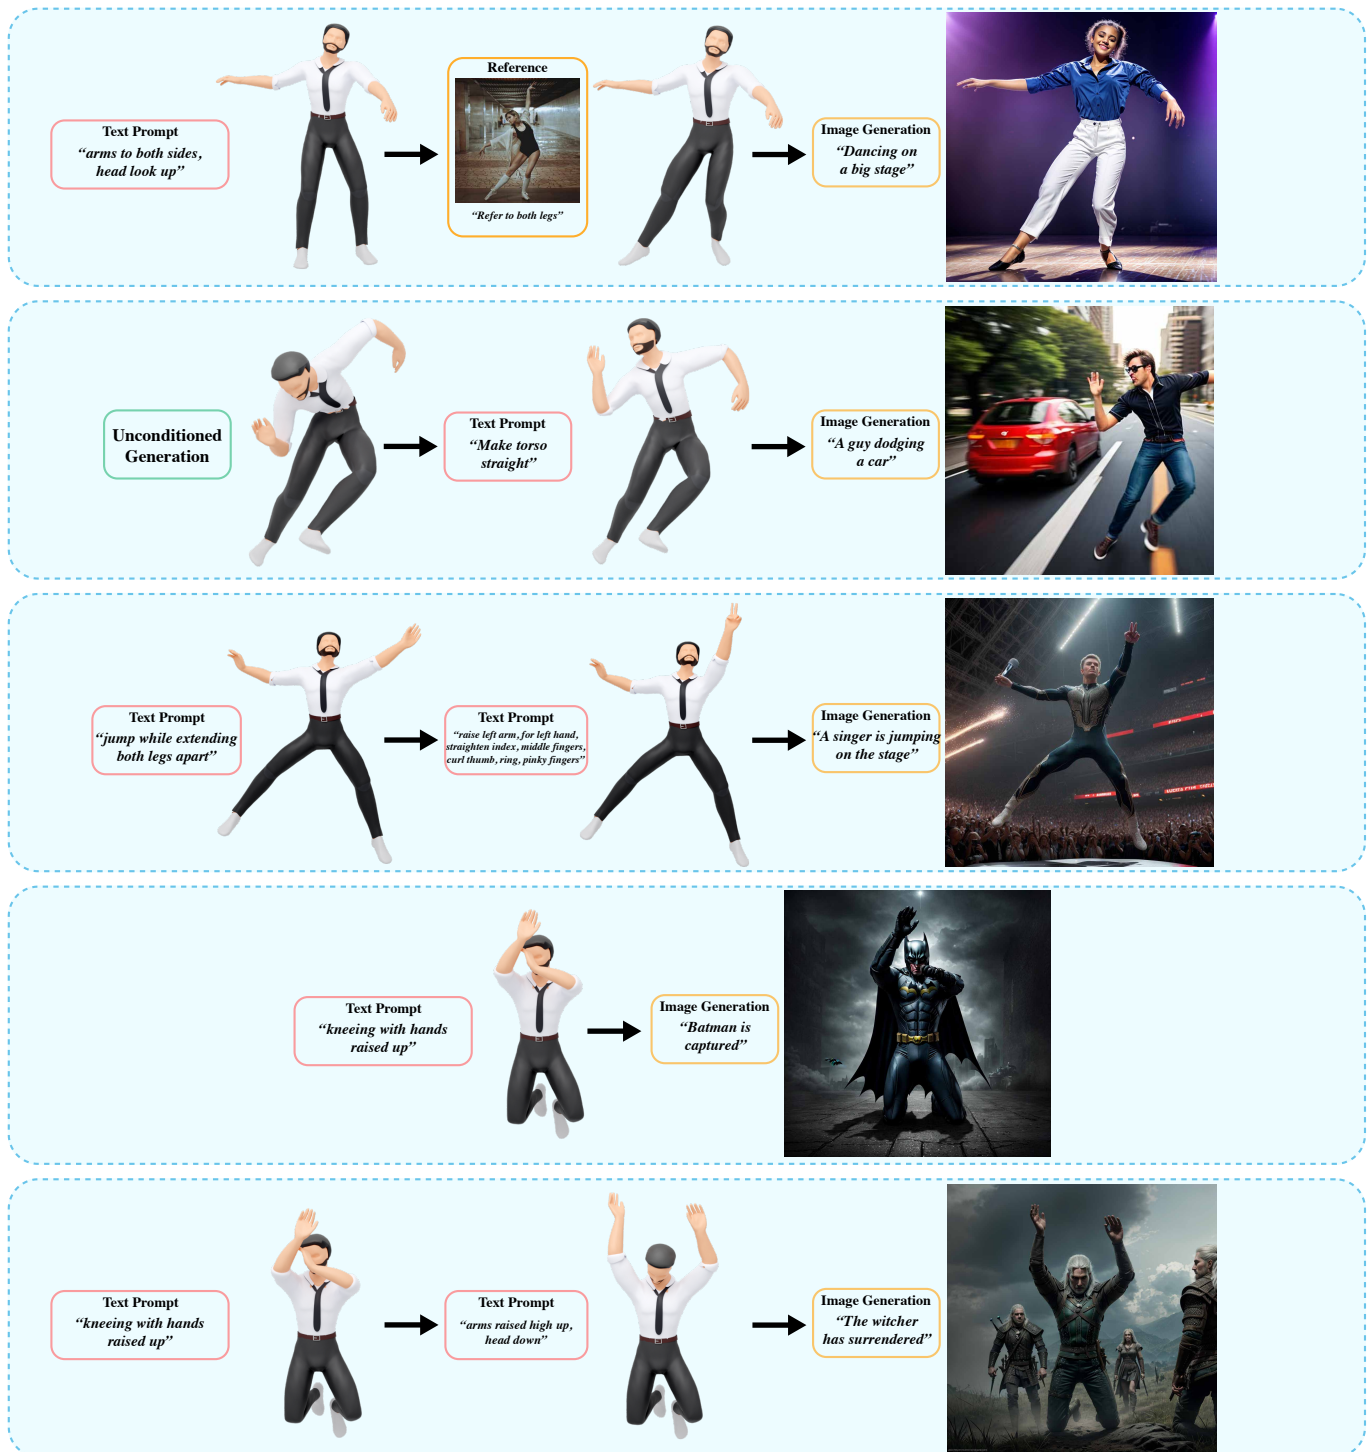 Text Prompt
“arms to both sides,
head look up”
Reference
“Refer to both legs”
Image Generation
“Dancing on
a big stage”
Unconditioned
Generation
Text Prompt
“Make torso
straight”
Image Generation
“A guy dodging
a car”
Text Prompt
“jump while extending
both legs apart”
Text Prompt
“raise left arm, for left hand,
straighten index, middle fingers,
curl thumb, ring, pinky fingers”
Image Generation
“A singer is jumping
on the stage”
Text Prompt
“kneeing with hands
raised up”
Image Generation
“Batman is
captured”
Text Prompt
“kneeing with hands
raised up”
Text Prompt
“arms raised high up,
head down”
Image Generation
“The witcher
has surrendered”